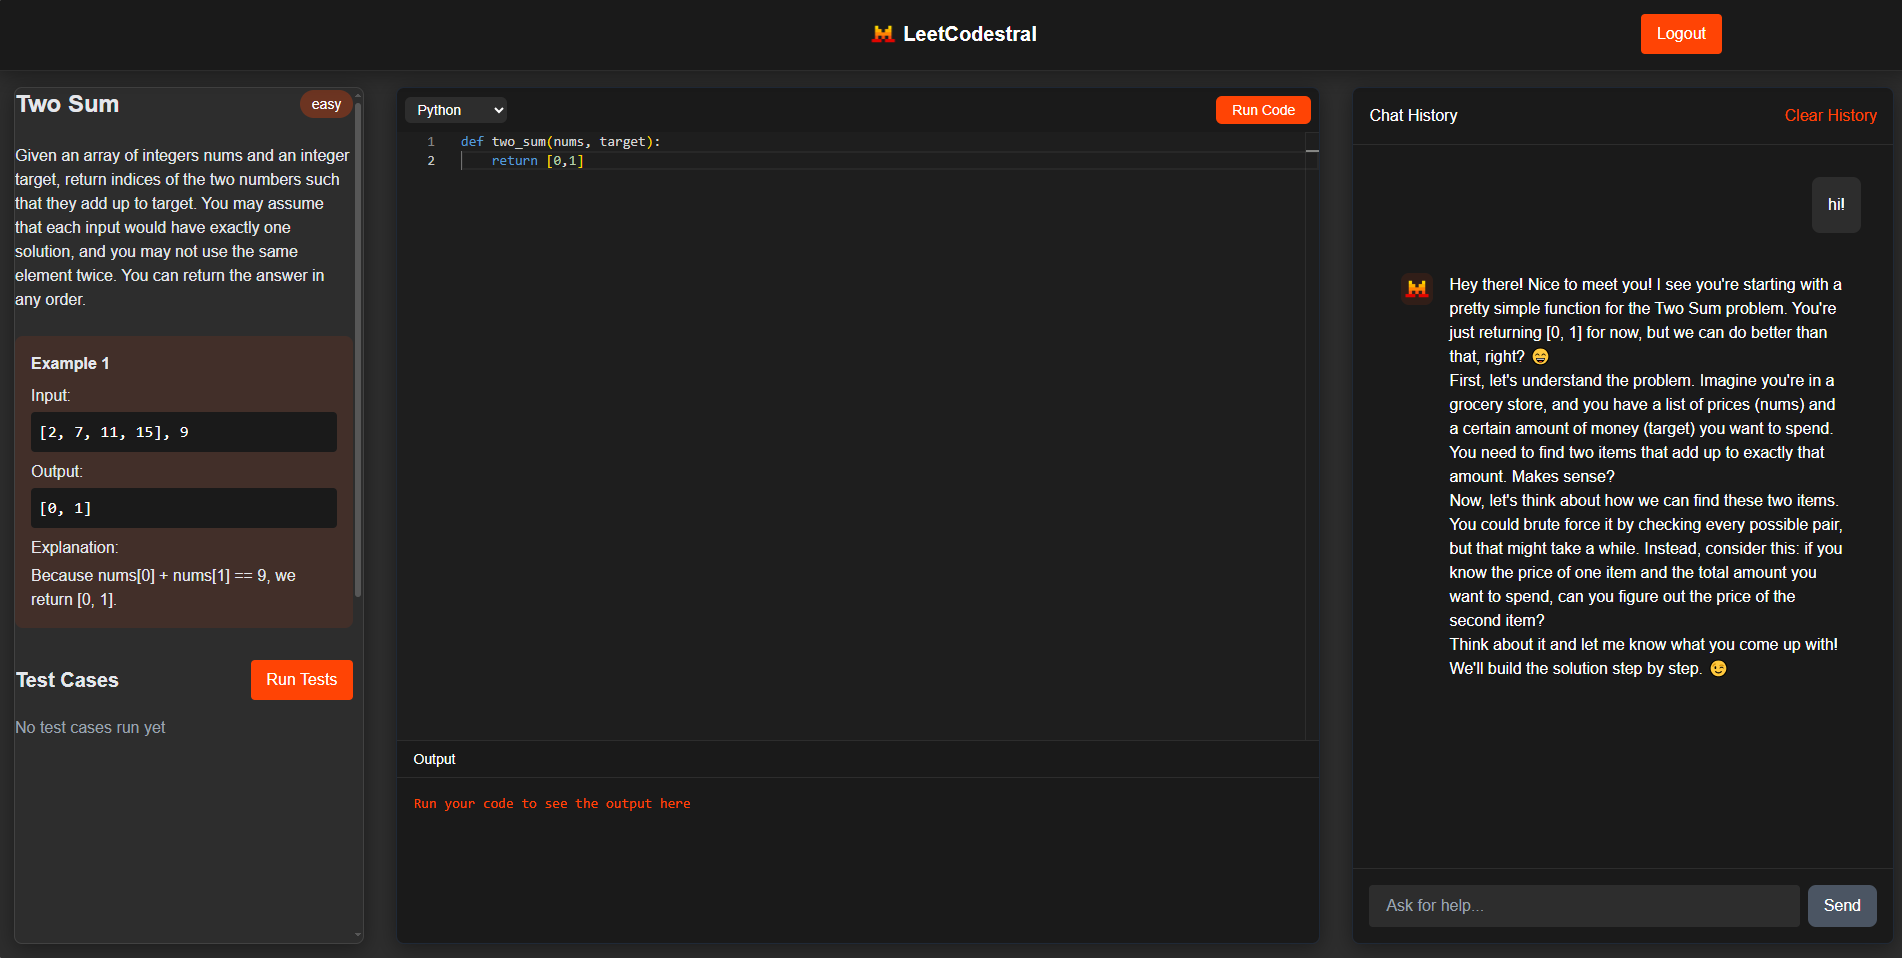 LeetCodestral
Logout
Two Sum
easy
Given an array of integers nums and an integer
target, return indices of the two numbers such
that they add up to target. You may assume
that each input would have exactly one
solution, and you may not use the same
element twice. You can return the answer in
any order.
Example 1
Input:
[2, 7, 11, 15], 9
Output:
[0, 1]
Explanation:
Because nums[0] + nums[1] == 9, we
return [0, 1].
Test Cases
Run Tests
No test cases run yet
Python
Run Code
1 def two_sum(nums, target):
2 return [0,1]
Output
Run your code to see the output here
Chat History
Clear History
hi!
Hey there! Nice to meet you! I see you're starting with a
pretty simple function for the Two Sum problem. You're
just returning [0, 1] for now, but we can do better than
that, right? 😁
First, let's understand the problem. Imagine you're in a
grocery store, and you have a list of prices (nums) and
a certain amount of money (target) you want to spend.
You need to find two items that add up to exactly that
amount. Makes sense?
Now, let's think about how we can find these two items.
You could brute force it by checking every possible pair,
but that might take a while. Instead, consider this: if you
know the price of one item and the total amount you
want to spend, can you figure out the price of the
second item?
Think about it and let me know what you come up with!
We'll build the solution step by step. 😉
Ask for help...
Send